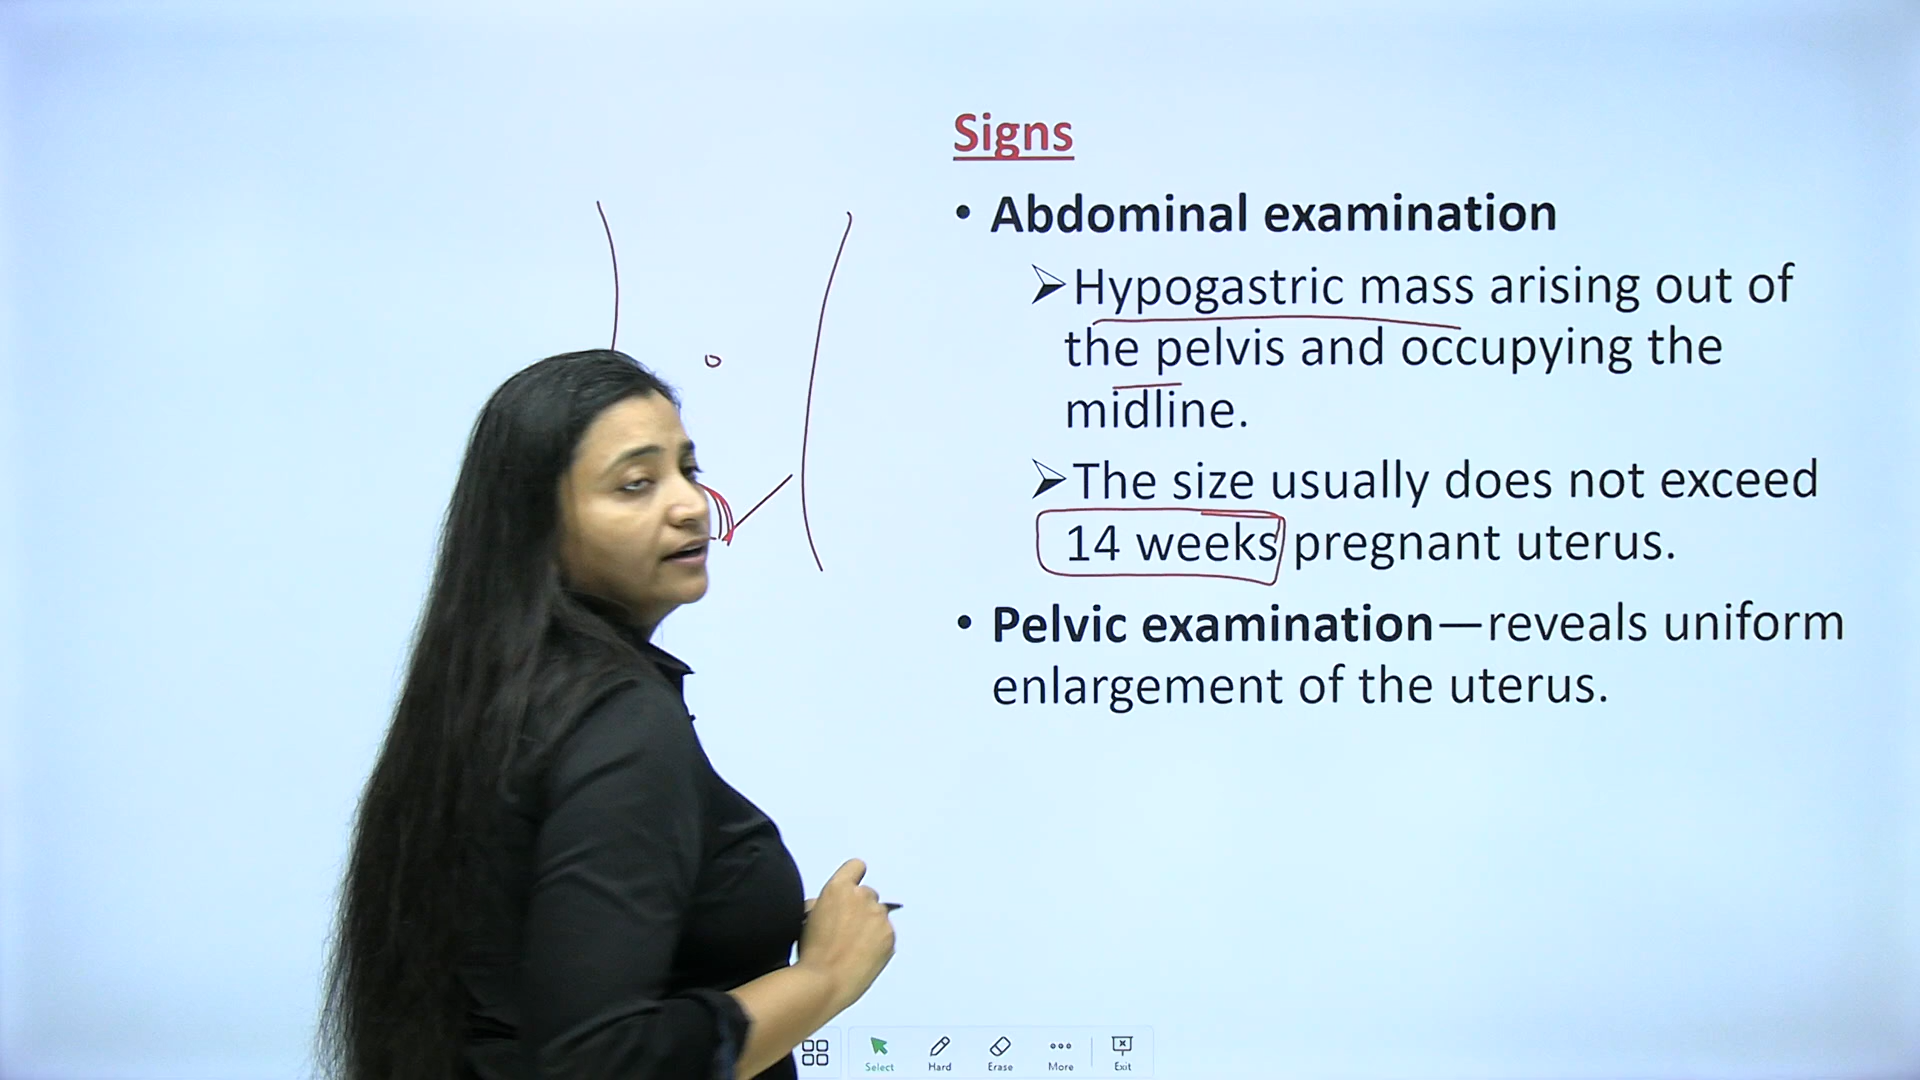 Signs
• Abdominal examination
➢Hypogastric mass arising out of
the pelvis and occupying the
midline.
➢The size usually does not exceed
14 weeks pregnant uterus.
• Pelvic examination—reveals uniform
enlargement of the uterus.
Select Hard Erase More Exit